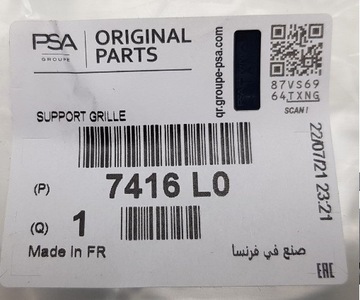 PSA
GROUPE
ORIGINAL
PARTS
qr.groupe-psa.com
87VS69
64TXNG
SCAN!
SUPPORT GRILLE
22/07/21 23:21
(P) 7416 L0
(Q) 1
Made in FR
صنع في فرنسا
EAC